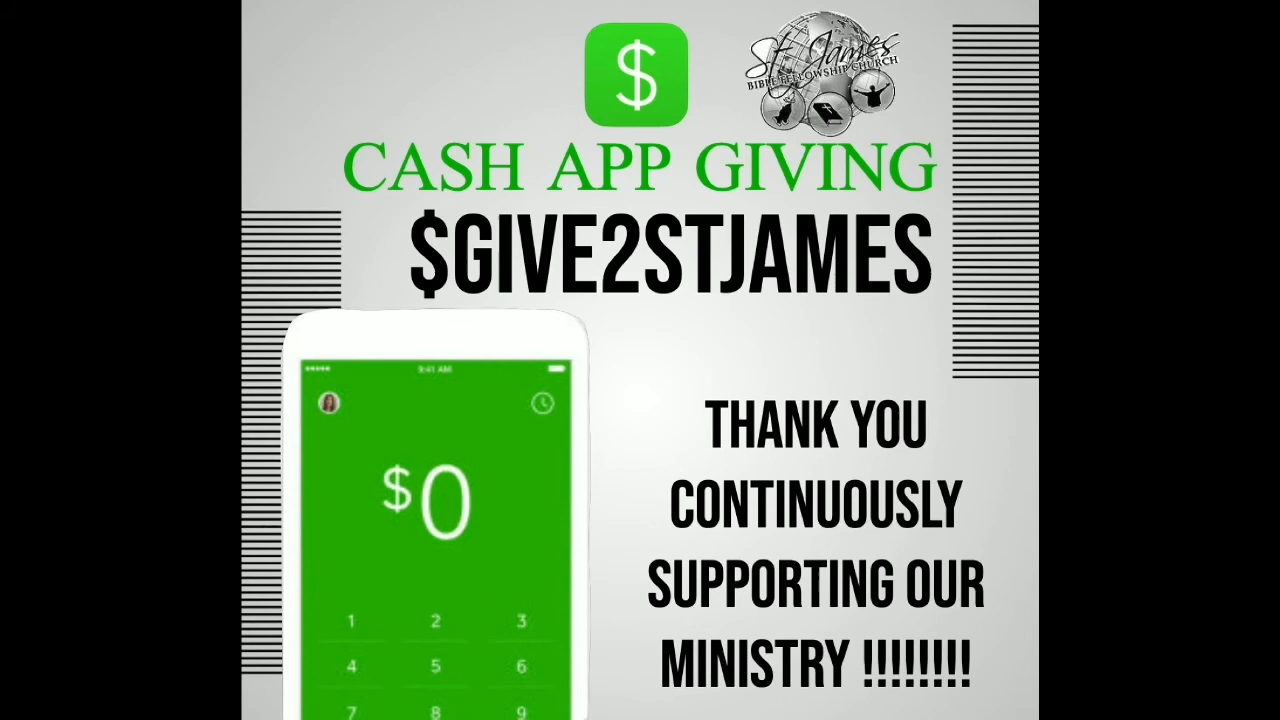 $
St. James
BIBLE FELLOWSHIP CHURCH
CASH APP GIVING
$GIVE2STJAMES
9:41 AM
$0
1 2 3
4 5 6
7 8 9
THANK YOU
CONTINUOUSLY
SUPPORTING OUR
MINISTRY !!!!!!!!